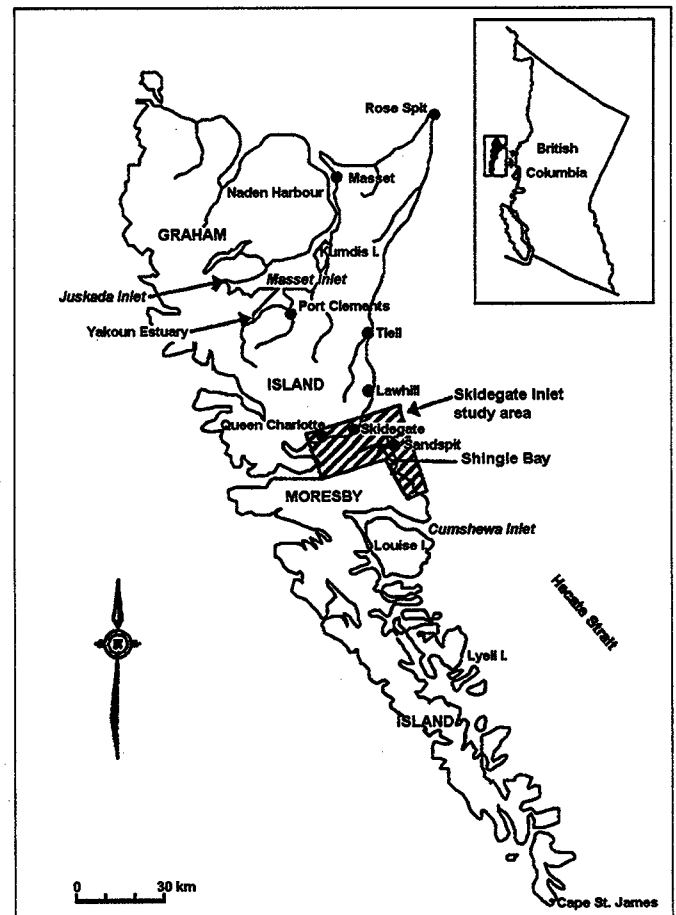 Rose Spit
British
Columbia
Masset
Naden Harbour
GRAHAM
Kumdis I.
Masset Inlet
Juskada Inlet
Port Clements
Yakoun Estuary
Tlell
ISLAND
Lawhill
Skidegate Inlet
study area
Queen Charlotte
Skidegate
Sandspit
Shingle Bay
MORESBY
Cumshewa Inlet
Louise I.
Hecate Strait
Lyell I.
ISLAND
0 30 km
Cape St. James